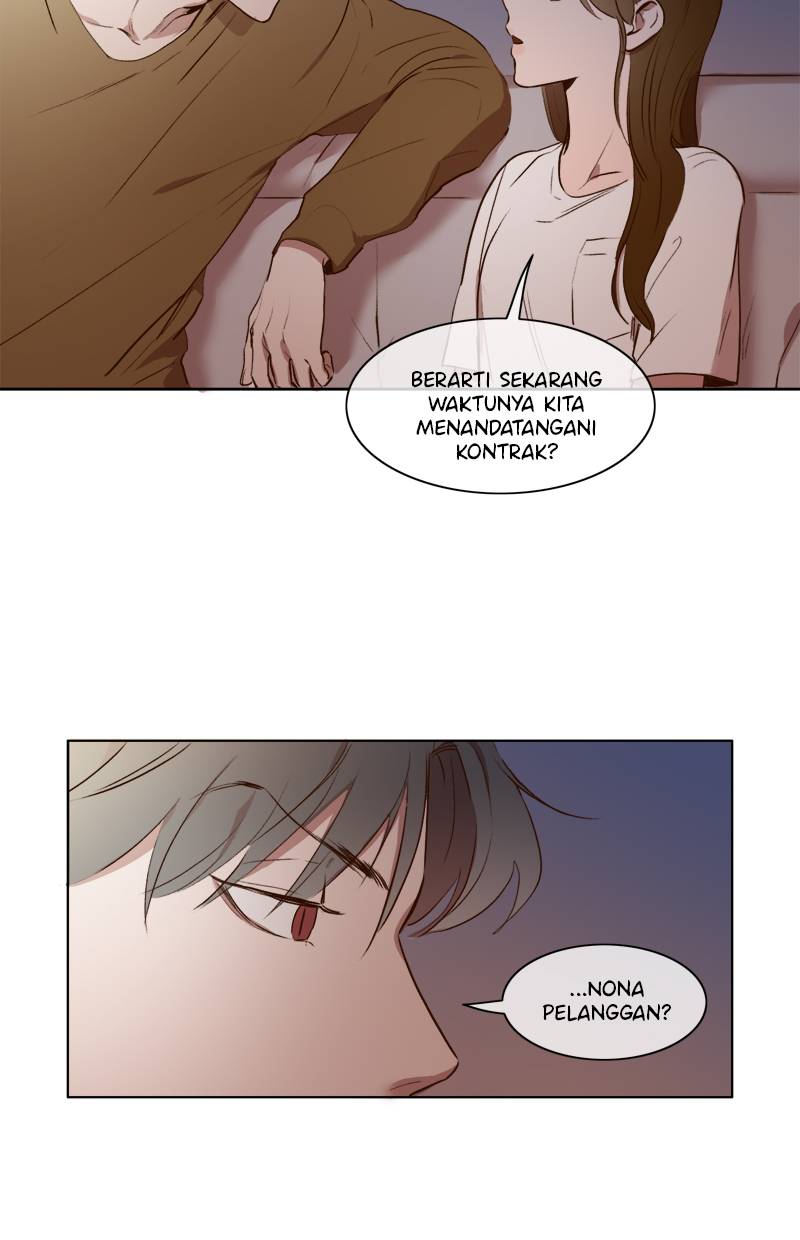 BERARTI SEKARANG
WAKTUNYA KITA
MENANDATANGANI
KONTRAK?
...NONA
PELANGGAN?